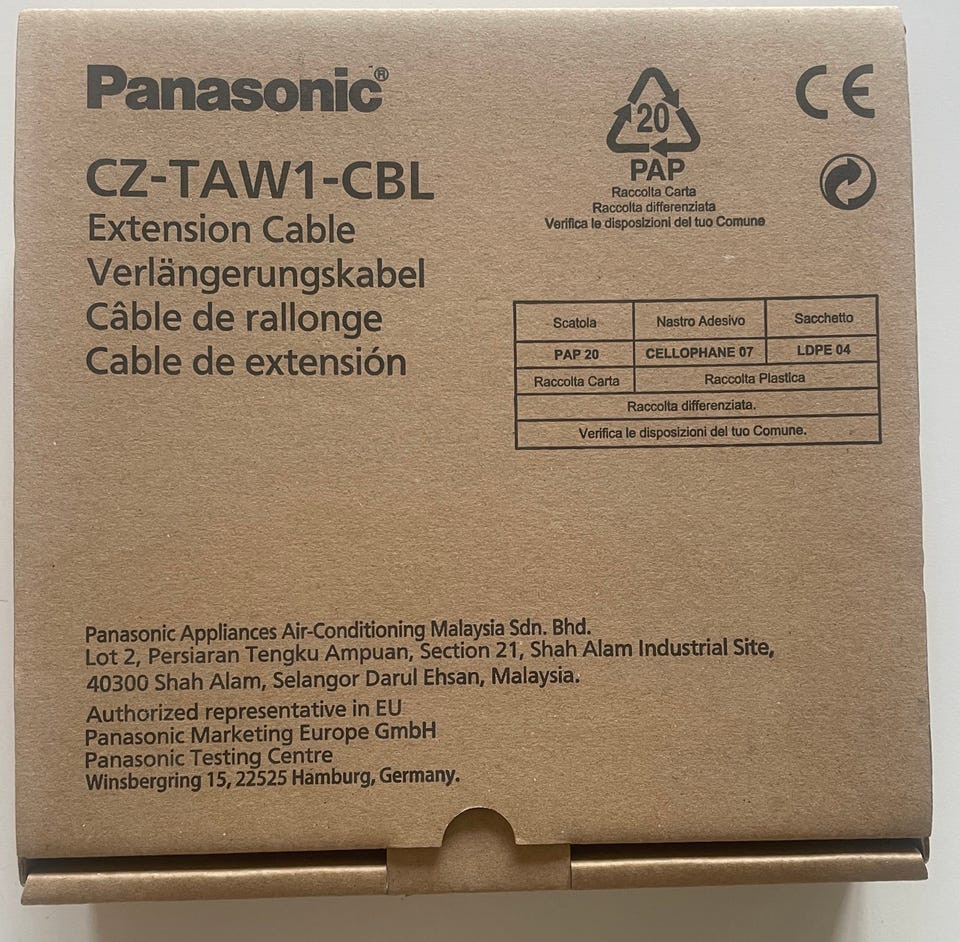 Panasonic®
CZ-TAW1-CBL
Extension Cable
Verlängerungskabel
Câble de rallonge
Cable de extensión
20
PAP
Raccolta Carta
Raccolta differenziata
Verifica le disposizioni del tuo Comune
CE
Scatola Nastro Adesivo Sacchetto
PAP 20 CELLOPHANE 07 LDPE 04
Raccolta Carta Raccolta Plastica
Raccolta differenziata.
Verifica le disposizioni del tuo Comune.
Panasonic Appliances Air-Conditioning Malaysia Sdn. Bhd.
Lot 2, Persiaran Tengku Ampuan, Section 21, Shah Alam Industrial Site,
40300 Shah Alam, Selangor Darul Ehsan, Malaysia.
Authorized representative in EU
Panasonic Marketing Europe GmbH
Panasonic Testing Centre
Winsbergring 15, 22525 Hamburg, Germany.